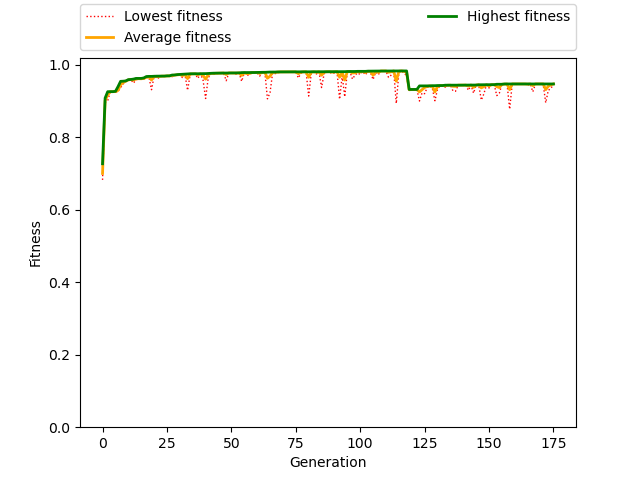 Lowest fitness
Average fitness
Highest fitness
1.0
0.8
0.6
0.4
0.2
0.0
Fitness
0 25 50 75 100 125 150 175
Generation